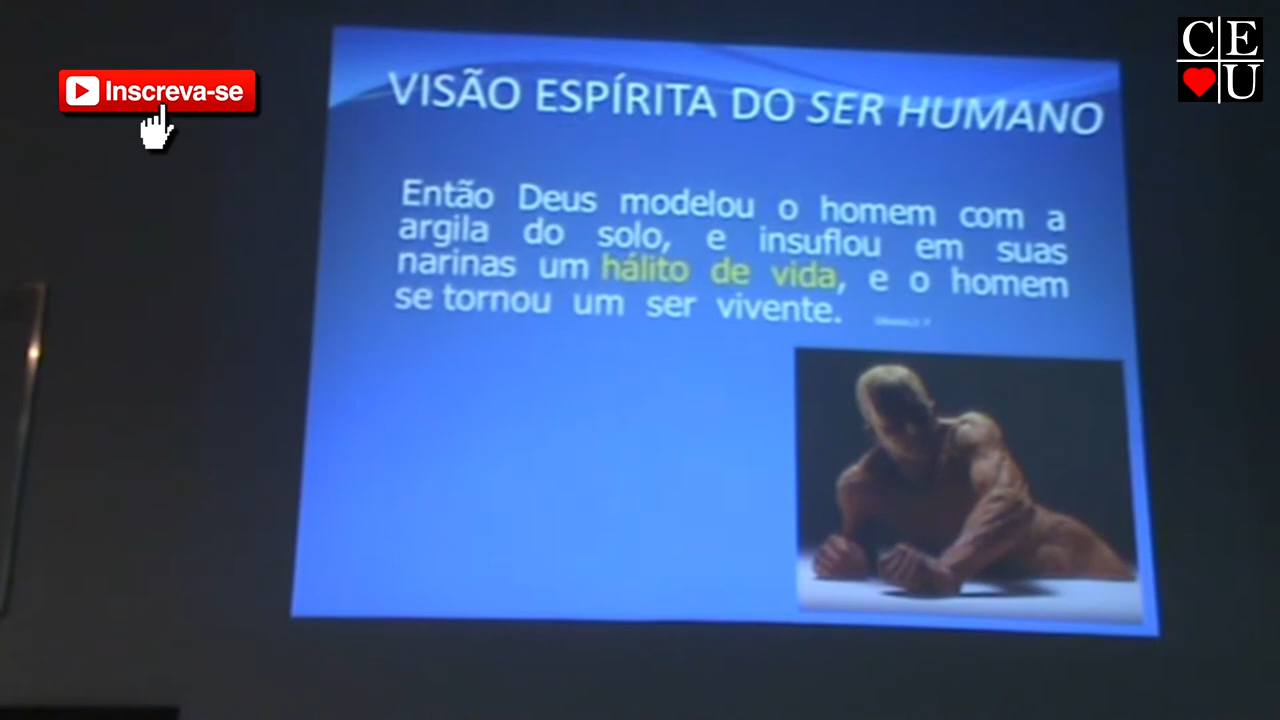 Inscreva-se
CE
U
VISÃO ESPÍRITA DO SER HUMANO
Então Deus modelou o homem com a
argila do solo, e insuflou em suas
narinas um hálito de vida, e o homem
se tornou um ser vivente.